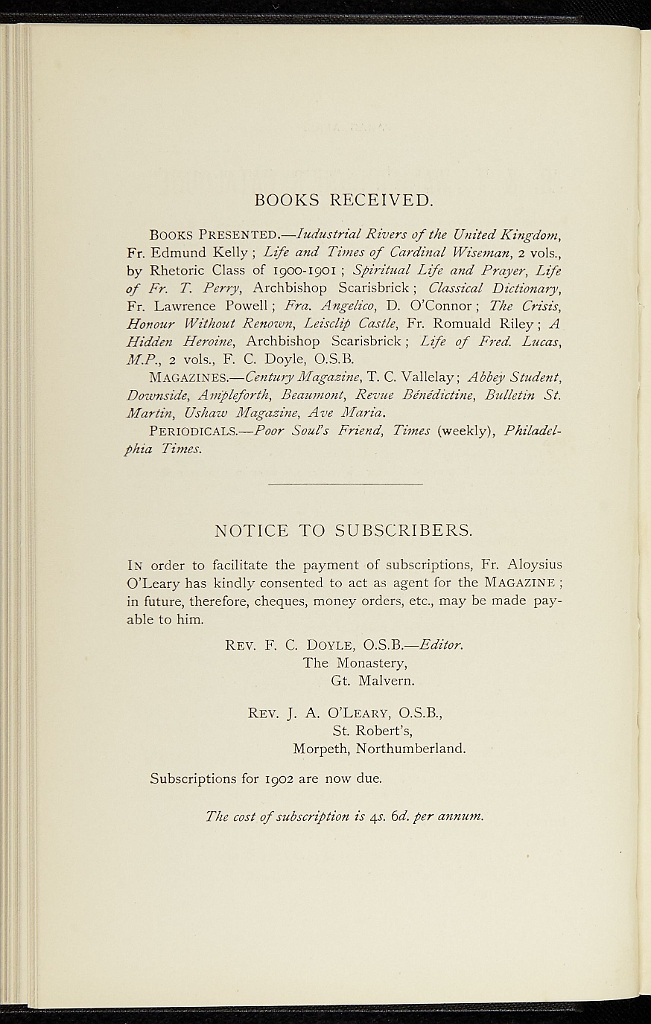 BOOKS RECEIVED.
BOOKS PRESENTED.—Iudustrial Rivers of the United Kingdom,
Fr. Edmund Kelly ; Life and Times of Cardinal Wiseman, 2 vols.,
by Rhetoric Class of 1900-1901 ; Spiritual Life and Prayer, Life
of Fr. T. Perry, Archbishop Scarisbrick ; Classical Dictionary,
Fr. Lawrence Powell ; Fra. Angelico, D. O'Connor ; The Crisis,
Honour Without Renown, Leisclip Castle, Fr. Romuald Riley ; A
Hidden Heroine, Archbishop Scarisbrick ; Life of Fred. Lucas,
M.P., 2 vols., F. C. Doyle, O.S.B.
MAGAZINES.—Century Magazine, T. C. Vallelay ; Abbey Student,
Downside, Ampleforth, Beaumont, Revue Bénédictine, Bulletin St.
Martin, Ushaw Magazine, Ave Maria.
PERIODICALS.—Poor Soul's Friend, Times (weekly), Philadel-
phia Times.
NOTICE TO SUBSCRIBERS.
IN order to facilitate the payment of subscriptions, Fr. Aloysius
O'Leary has kindly consented to act as agent for the MAGAZINE ;
in future, therefore, cheques, money orders, etc., may be made pay-
able to him.
REV. F. C. DOYLE, O.S.B.—Editor.
The Monastery,
Gt. Malvern.
REV. J. A. O'LEARY, O.S.B.,
St. Robert's,
Morpeth, Northumberland.
Subscriptions for 1902 are now due.
The cost of subscription is 4s. 6d. per annum.